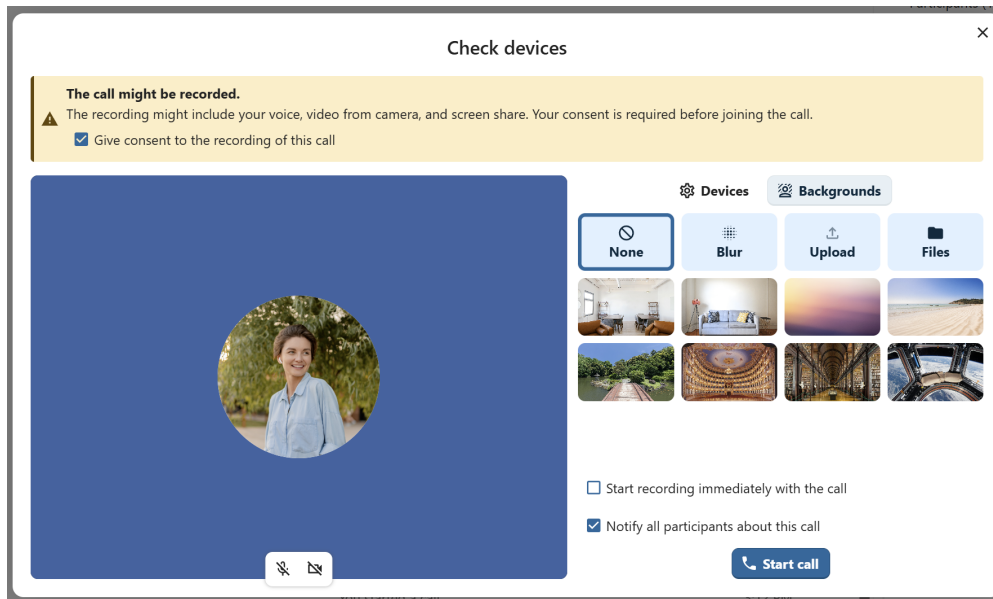 Check devices
The call might be recorded.
The recording might include your voice, video from camera, and screen share. Your consent is required before joining the call.
Give consent to the recording of this call
Devices
Backgrounds
None
Blur
Upload
Files
Start recording immediately with the call
Notify all participants about this call
Start call